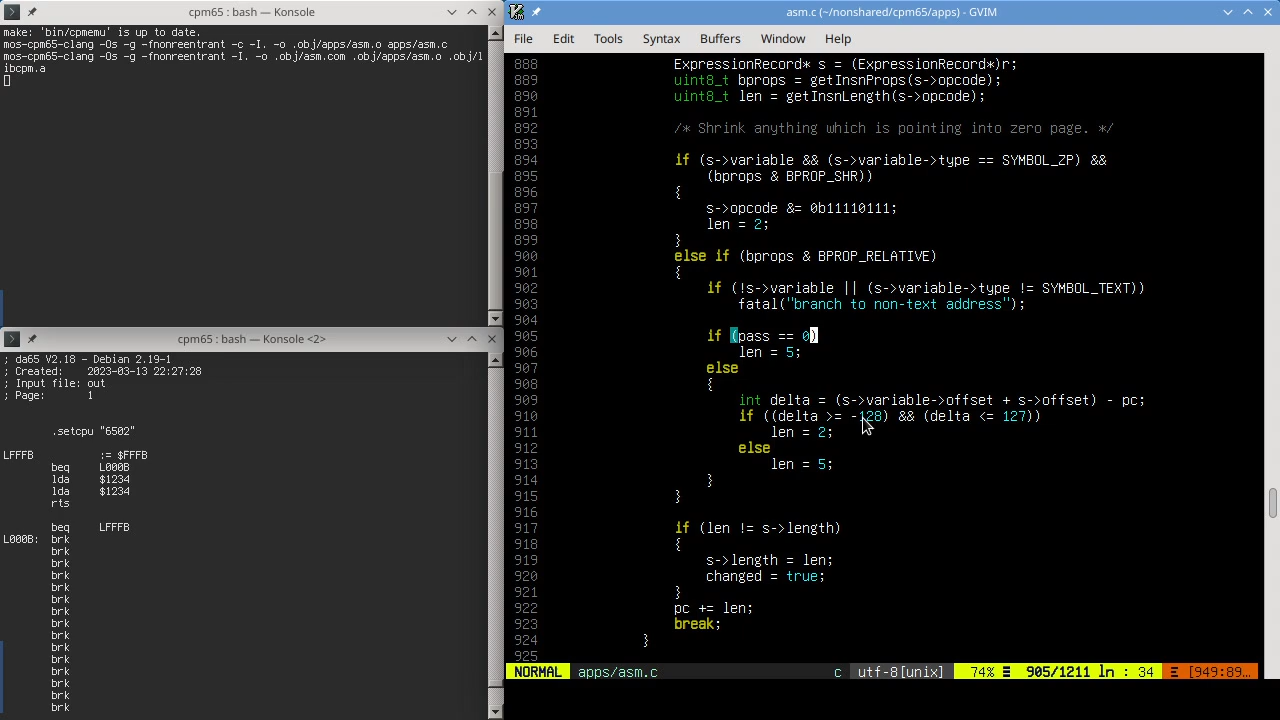 cpm65 : bash — Konsole
make: 'bin/cpmemu' is up to date.
mos-cpm65-clang -Os -g -fnonreentrant -c -I. -o .obj/apps/asm.o apps/asm.c
mos-cpm65-clang -Os -g -fnonreentrant -I. -o .obj/asm.com .obj/apps/asm.o .obj/l
ibcpm.a
cpm65 : bash — Konsole <2>
; da65 V2.18 - Debian 2.19-1
; Created:    2023-03-13 22:27:28
; Input file: out
; Page:       1
.setcpu "6502"
LFFFB           := $FFFB
beq     L000B
lda     $1234
lda     $1234
rts
beq     LFFFB
L000B:  brk
brk
brk
brk
brk
brk
brk
brk
brk
brk
brk
brk
brk
brk
brk
asm.c (~/nonshared/cpm65/apps) - GVIM
File Edit Tools Syntax Buffers Window Help
888                 ExpressionRecord* s = (ExpressionRecord*)r;
889                 uint8_t bprops = getInsnProps(s->opcode);
890                 uint8_t len = getInsnLength(s->opcode);
891
892                 /* Shrink anything which is pointing into zero page. */
893
894                 if (s->variable && (s->variable->type == SYMBOL_ZP) &&
895                     (bprops & BPROP_SHR))
896                 {
897                     s->opcode &= 0b11110111;
898                     len = 2;
899                 }
900                 else if (bprops & BPROP_RELATIVE)
901                 {
902                     if (!s->variable || (s->variable->type != SYMBOL_TEXT))
903                         fatal("branch to non-text address");
904
905                     if (pass == 0)
906                         len = 5;
907                     else
908                     {
909                         int delta = (s->variable->offset + s->offset) - pc;
910                         if ((delta >= -128) && (delta <= 127))
911                             len = 2;
912                         else
913                             len = 5;
914                     }
915                 }
916
917                 if (len != s->length)
918                 {
919                     s->length = len;
920                     changed = true;
921                 }
922                 pc += len;
923                 break;
924             }
925
NORMAL apps/asm.c c utf-8[unix] 74% ☰ 905/1211 ln : 34 Ξ [949:89…